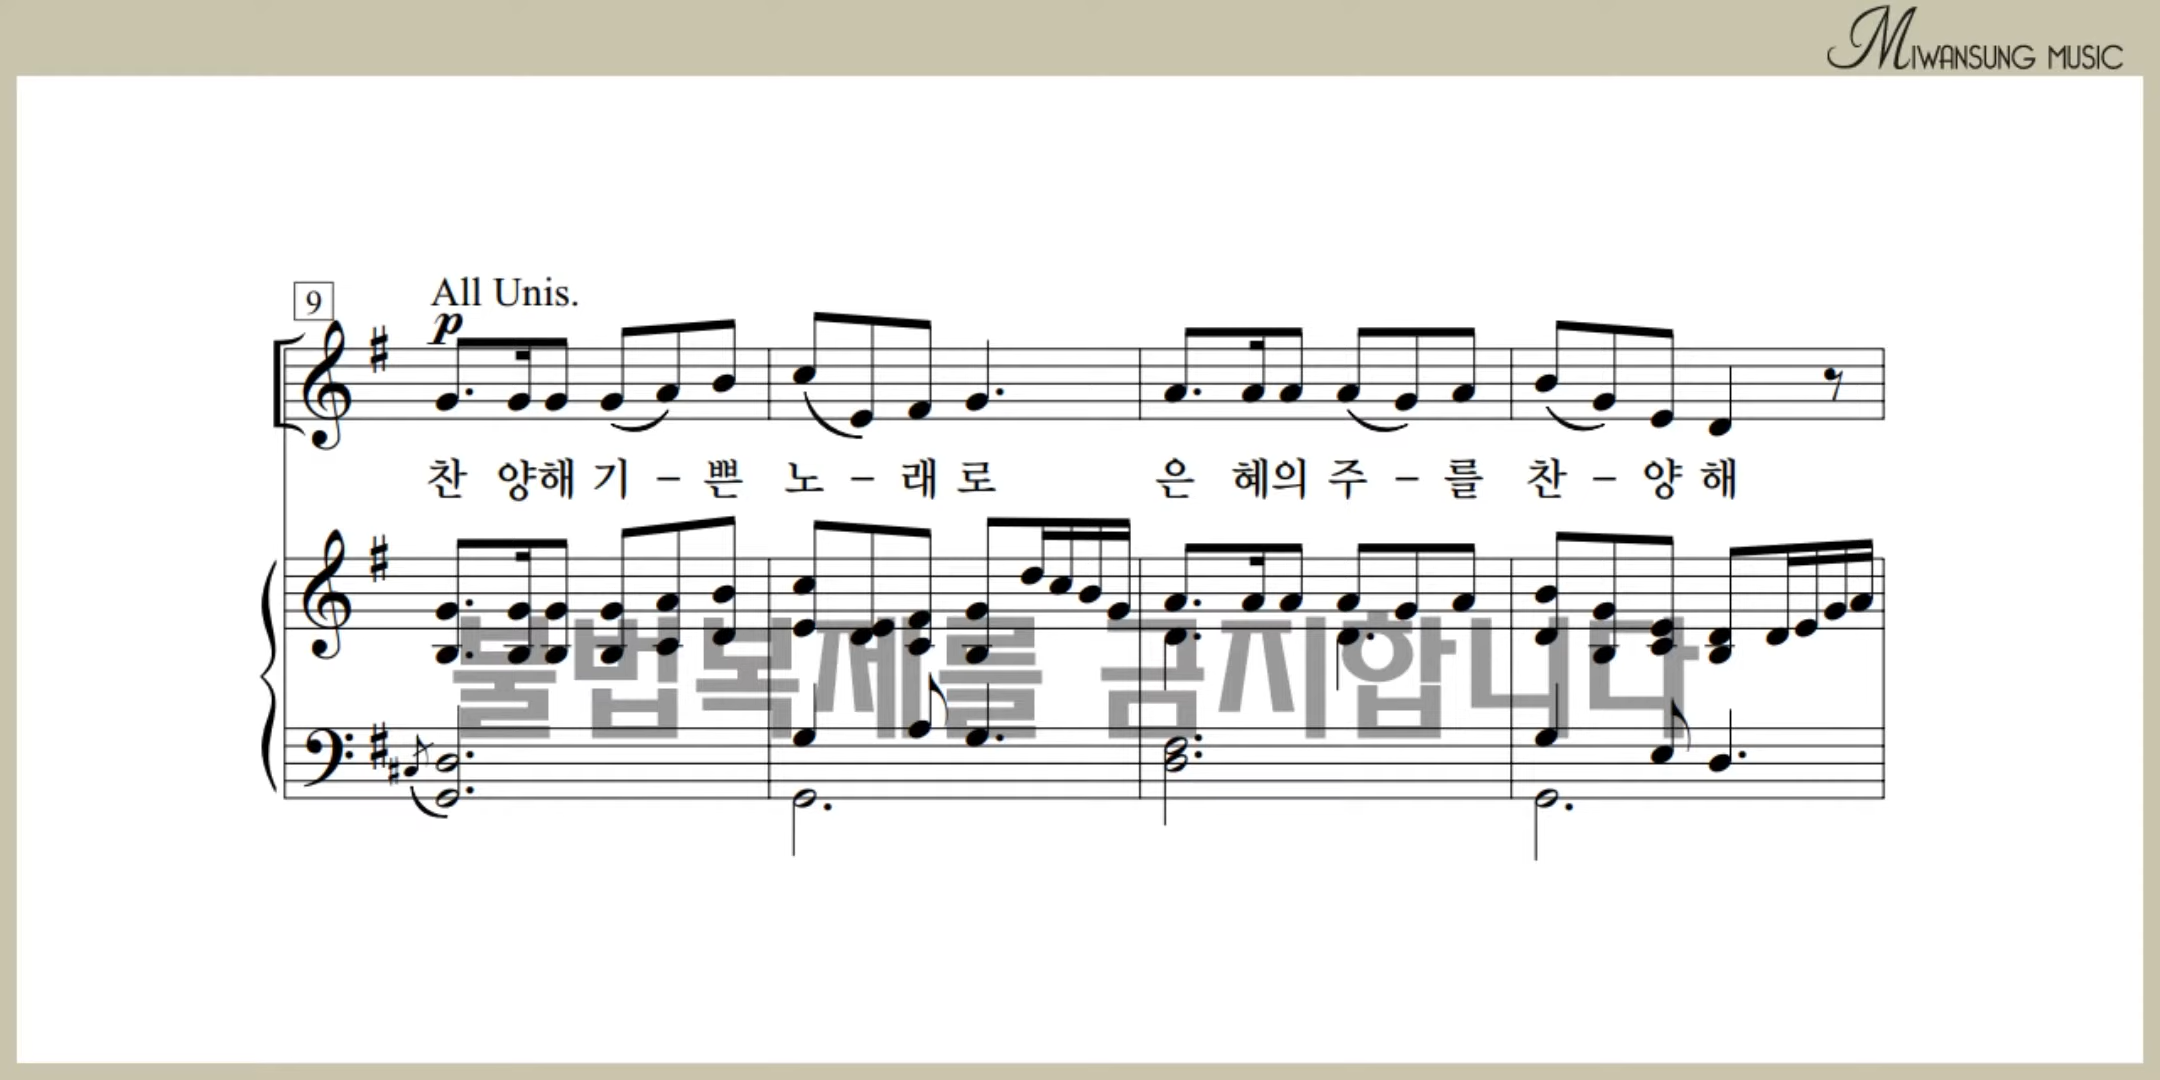 MIWANSUNG MUSIC
9
All Unis.
p
찬 양해 기 - 쁜 노 - 래 로 은 혜의 주 - 를 찬 - 양 해
불법복제를 금지합니다